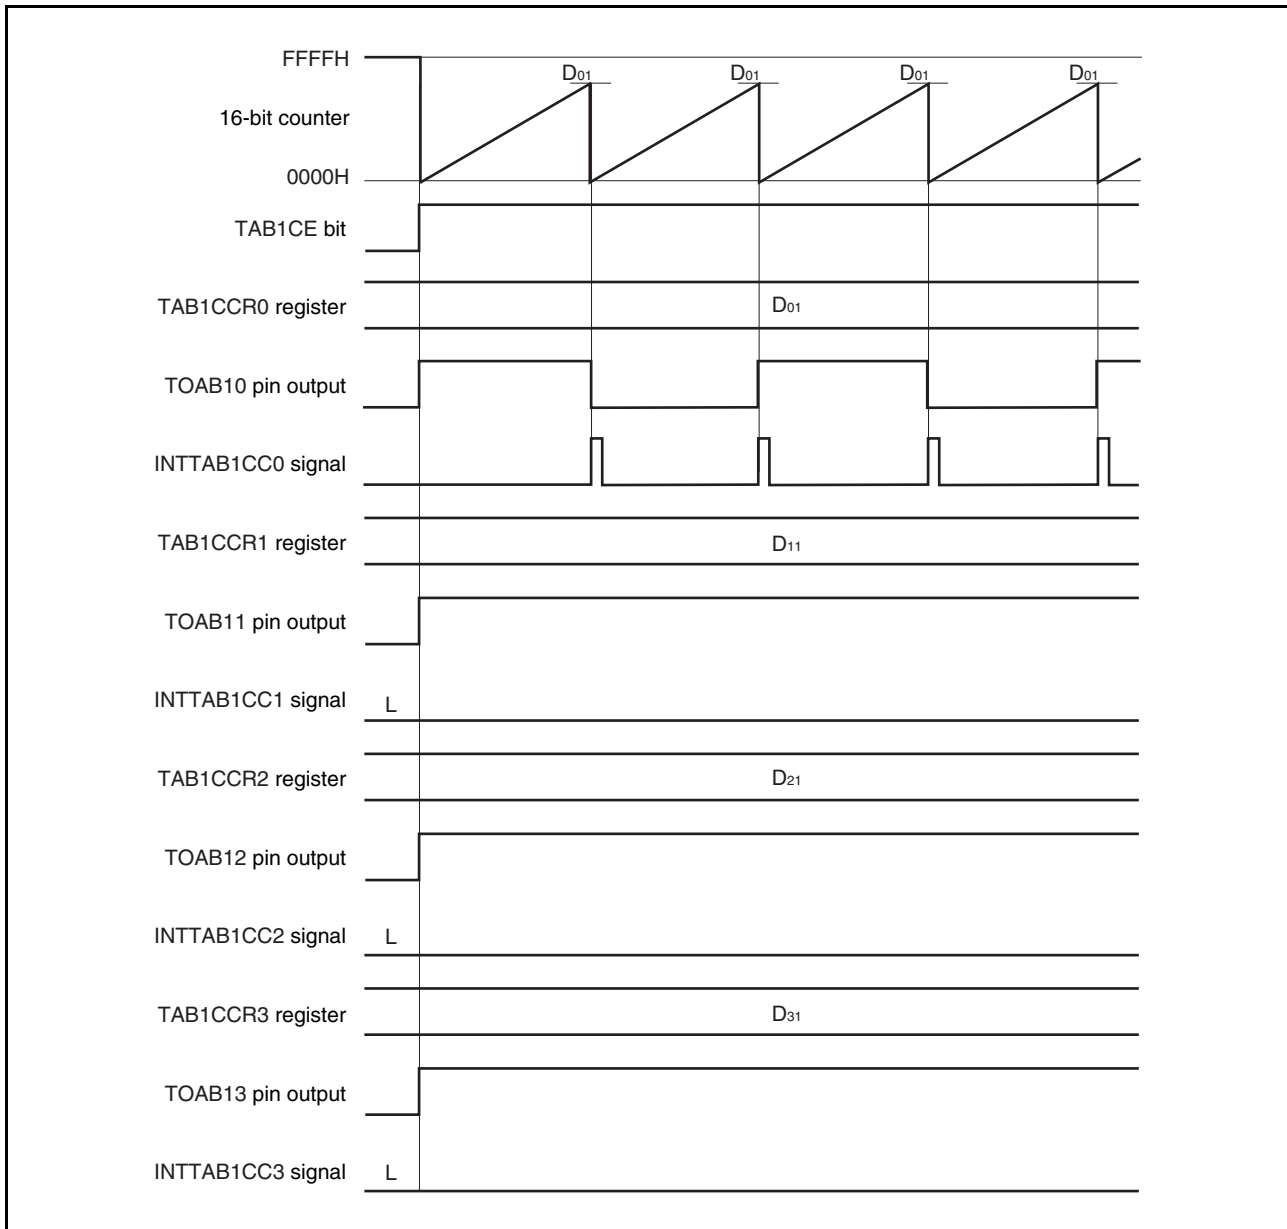 FFFFH
D01 D01 D01 D01
16-bit counter
0000H
TAB1CE bit
TAB1CCR0 register D01
TOAB10 pin output
INTTAB1CC0 signal
TAB1CCR1 register D11
TOAB11 pin output
INTTAB1CC1 signal L
TAB1CCR2 register D21
TOAB12 pin output
INTTAB1CC2 signal L
TAB1CCR3 register D31
TOAB13 pin output
INTTAB1CC3 signal L